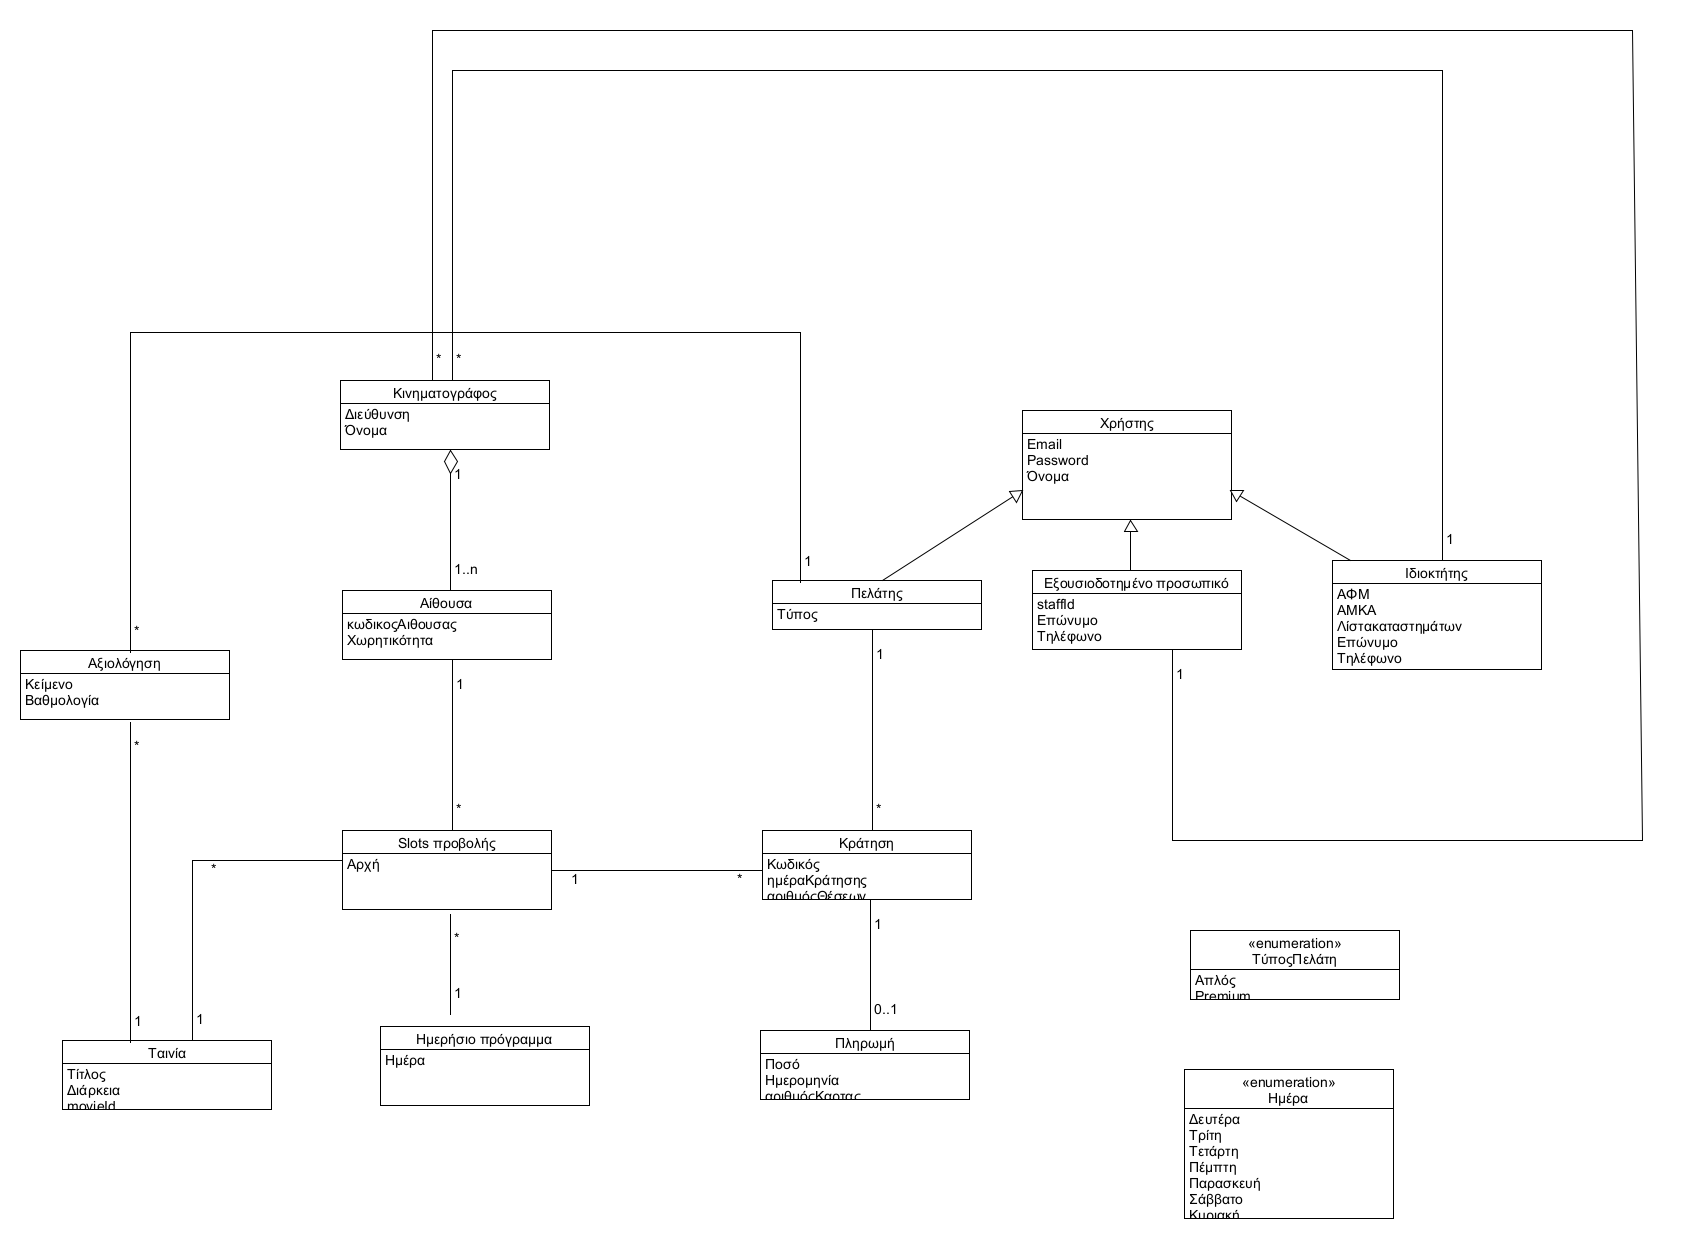 * *
Κινηματογράφος
Διεύθυνση
Όνομα
1
1..n
Χρήστης
Email
Password
Όνομα
1
1
Αίθουσα
κωδικοςΑιθουσας
Χωρητικότητα
1
Πελάτης
Τύπος
1
Εξουσιοδοτημένο προσωπικό
staffId
Επώνυμο
Τηλέφωνο
1
Ιδιοκτήτης
ΑΦΜ
ΑΜΚΑ
Λίστακαταστημάτων
Επώνυμο
Τηλέφωνο
*
Αξιολόγηση
Κείμενο
Βαθμολογία
*
*
*
Slots προβολής
Αρχή
*
1
*
Κράτηση
Κωδικός
ημέραΚράτησης
αριθμόςΘέσεων
*
1
1
0..1
1
1
Ταινία
Τίτλος
Διάρκεια
movieId
Ημερήσιο πρόγραμμα
Ημέρα
Πληρωμή
Ποσό
Ημερομηνία
αριθμόςΚαρτας
«enumeration»
ΤύποςΠελάτη
Απλός
Premium
«enumeration»
Ημέρα
Δευτέρα
Τρίτη
Τετάρτη
Πέμπτη
Παρασκευή
Σάββατο
Κυριακή